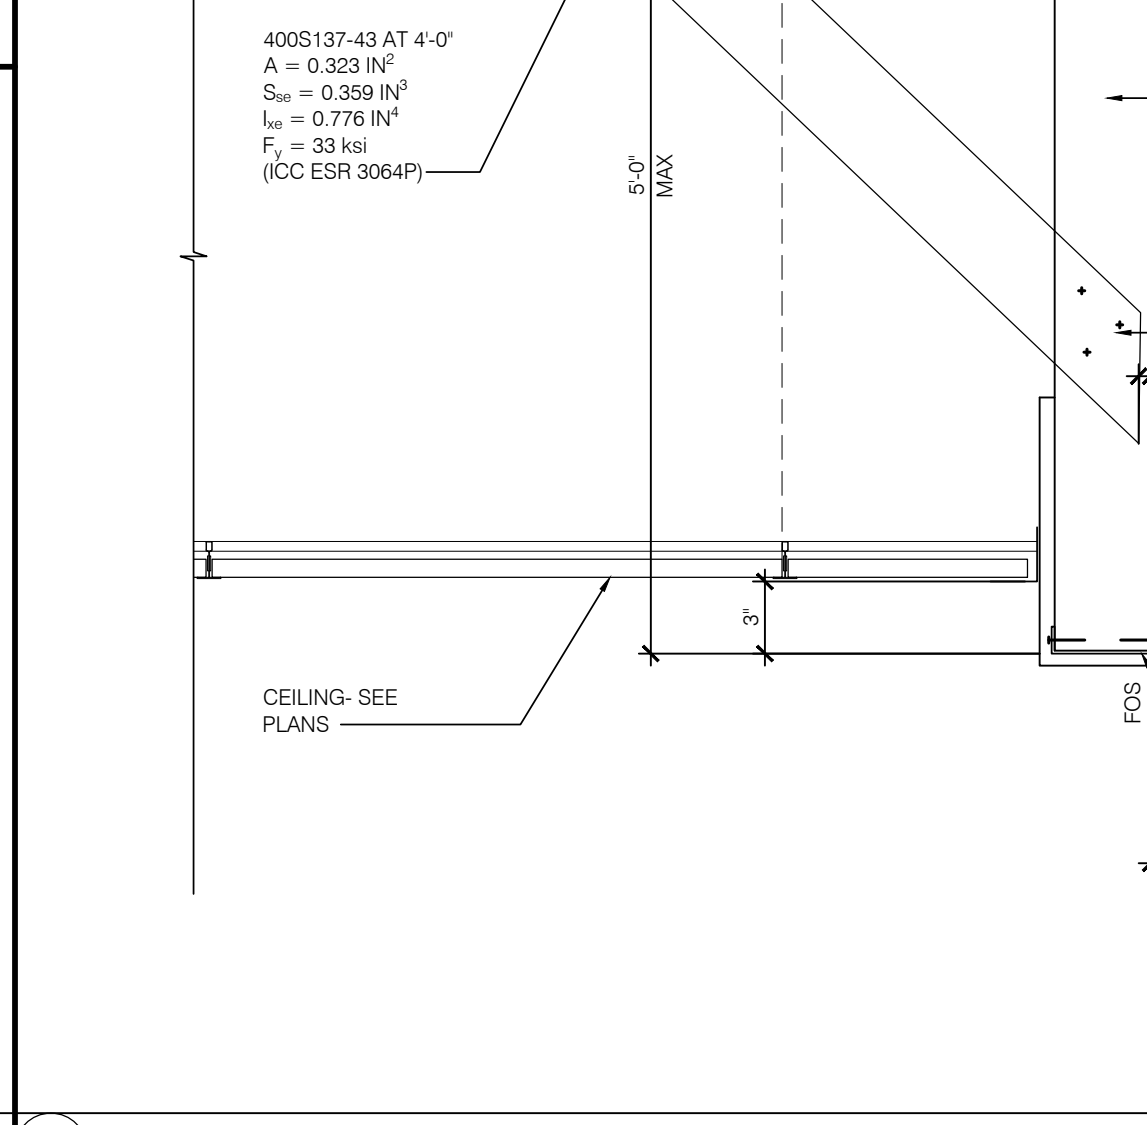 400S137-43 AT 4'-0"
A = 0.323 IN²
Sse = 0.359 IN³
Ixe = 0.776 IN⁴
Fy = 33 ksi
(ICC ESR 3064P)
5'-0"
MAX
3"
CEILING- SEE
PLANS
FOS